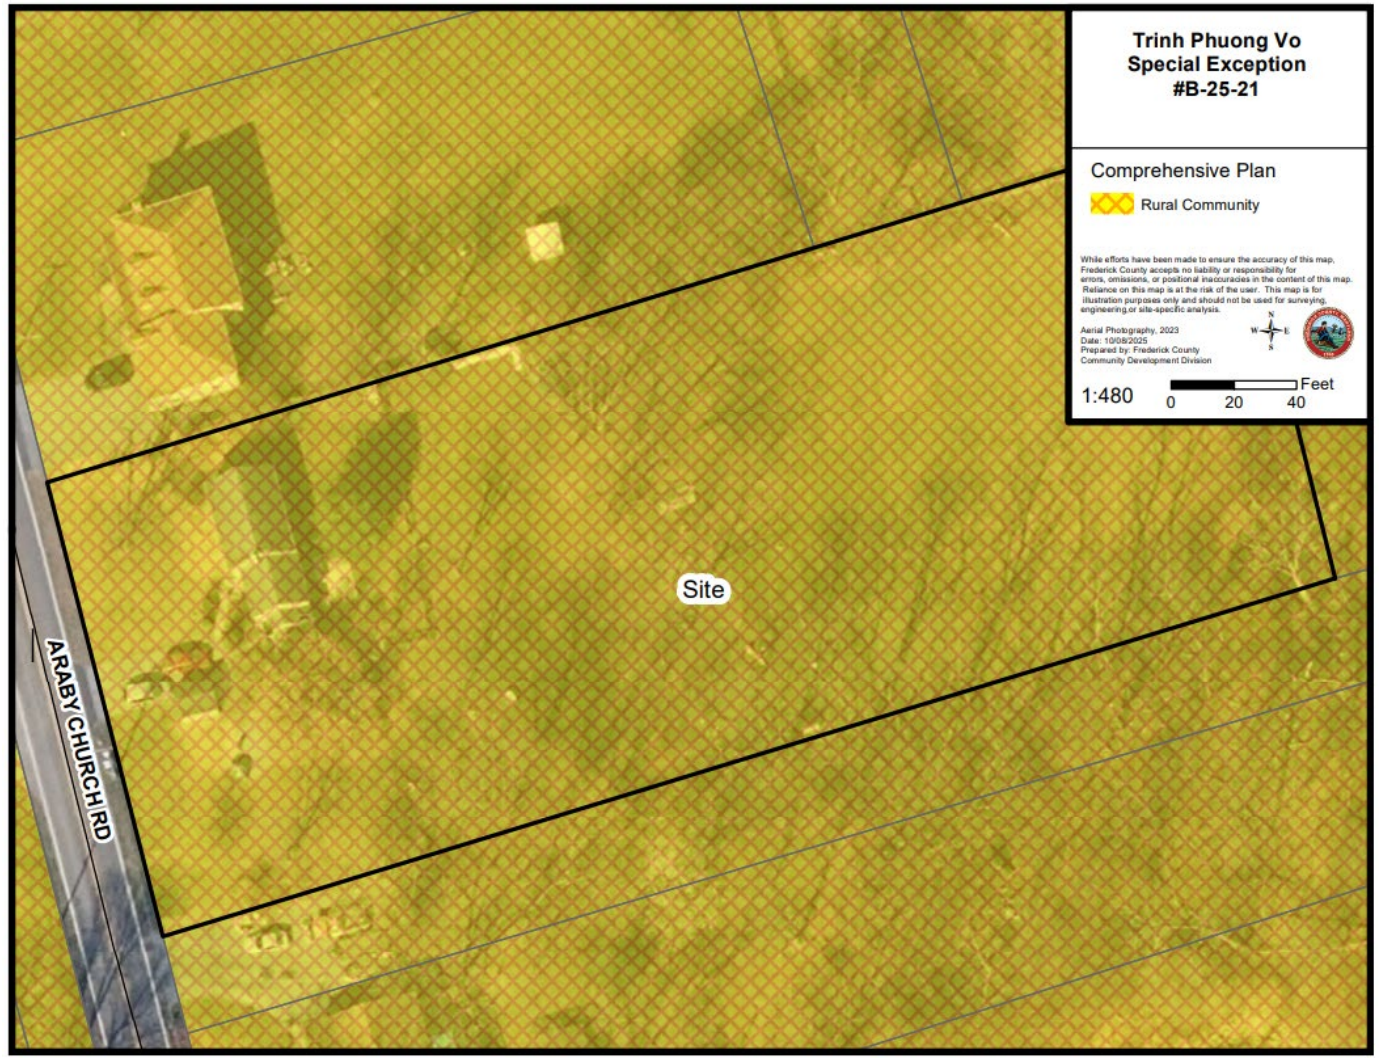 Trinh Phuong Vo
Special Exception
#B-25-21
Comprehensive Plan
Rural Community
While efforts have been made to ensure the accuracy of this map,
Frederick County accepts no liability or responsibility for
errors, omissions, or positional inaccuracies in the content of this map.
Reliance on this map is at the risk of the user. This map is for
illustration purposes only and should not be used for surveying,
engineering,or site-specific analysis.
Aerial Photography, 2023
Date: 10/08/2025
Prepared by: Frederick County
Community Development Division
N
W E
S
1:480
Feet
0 20 40
Site
ARABY CHURCH RD